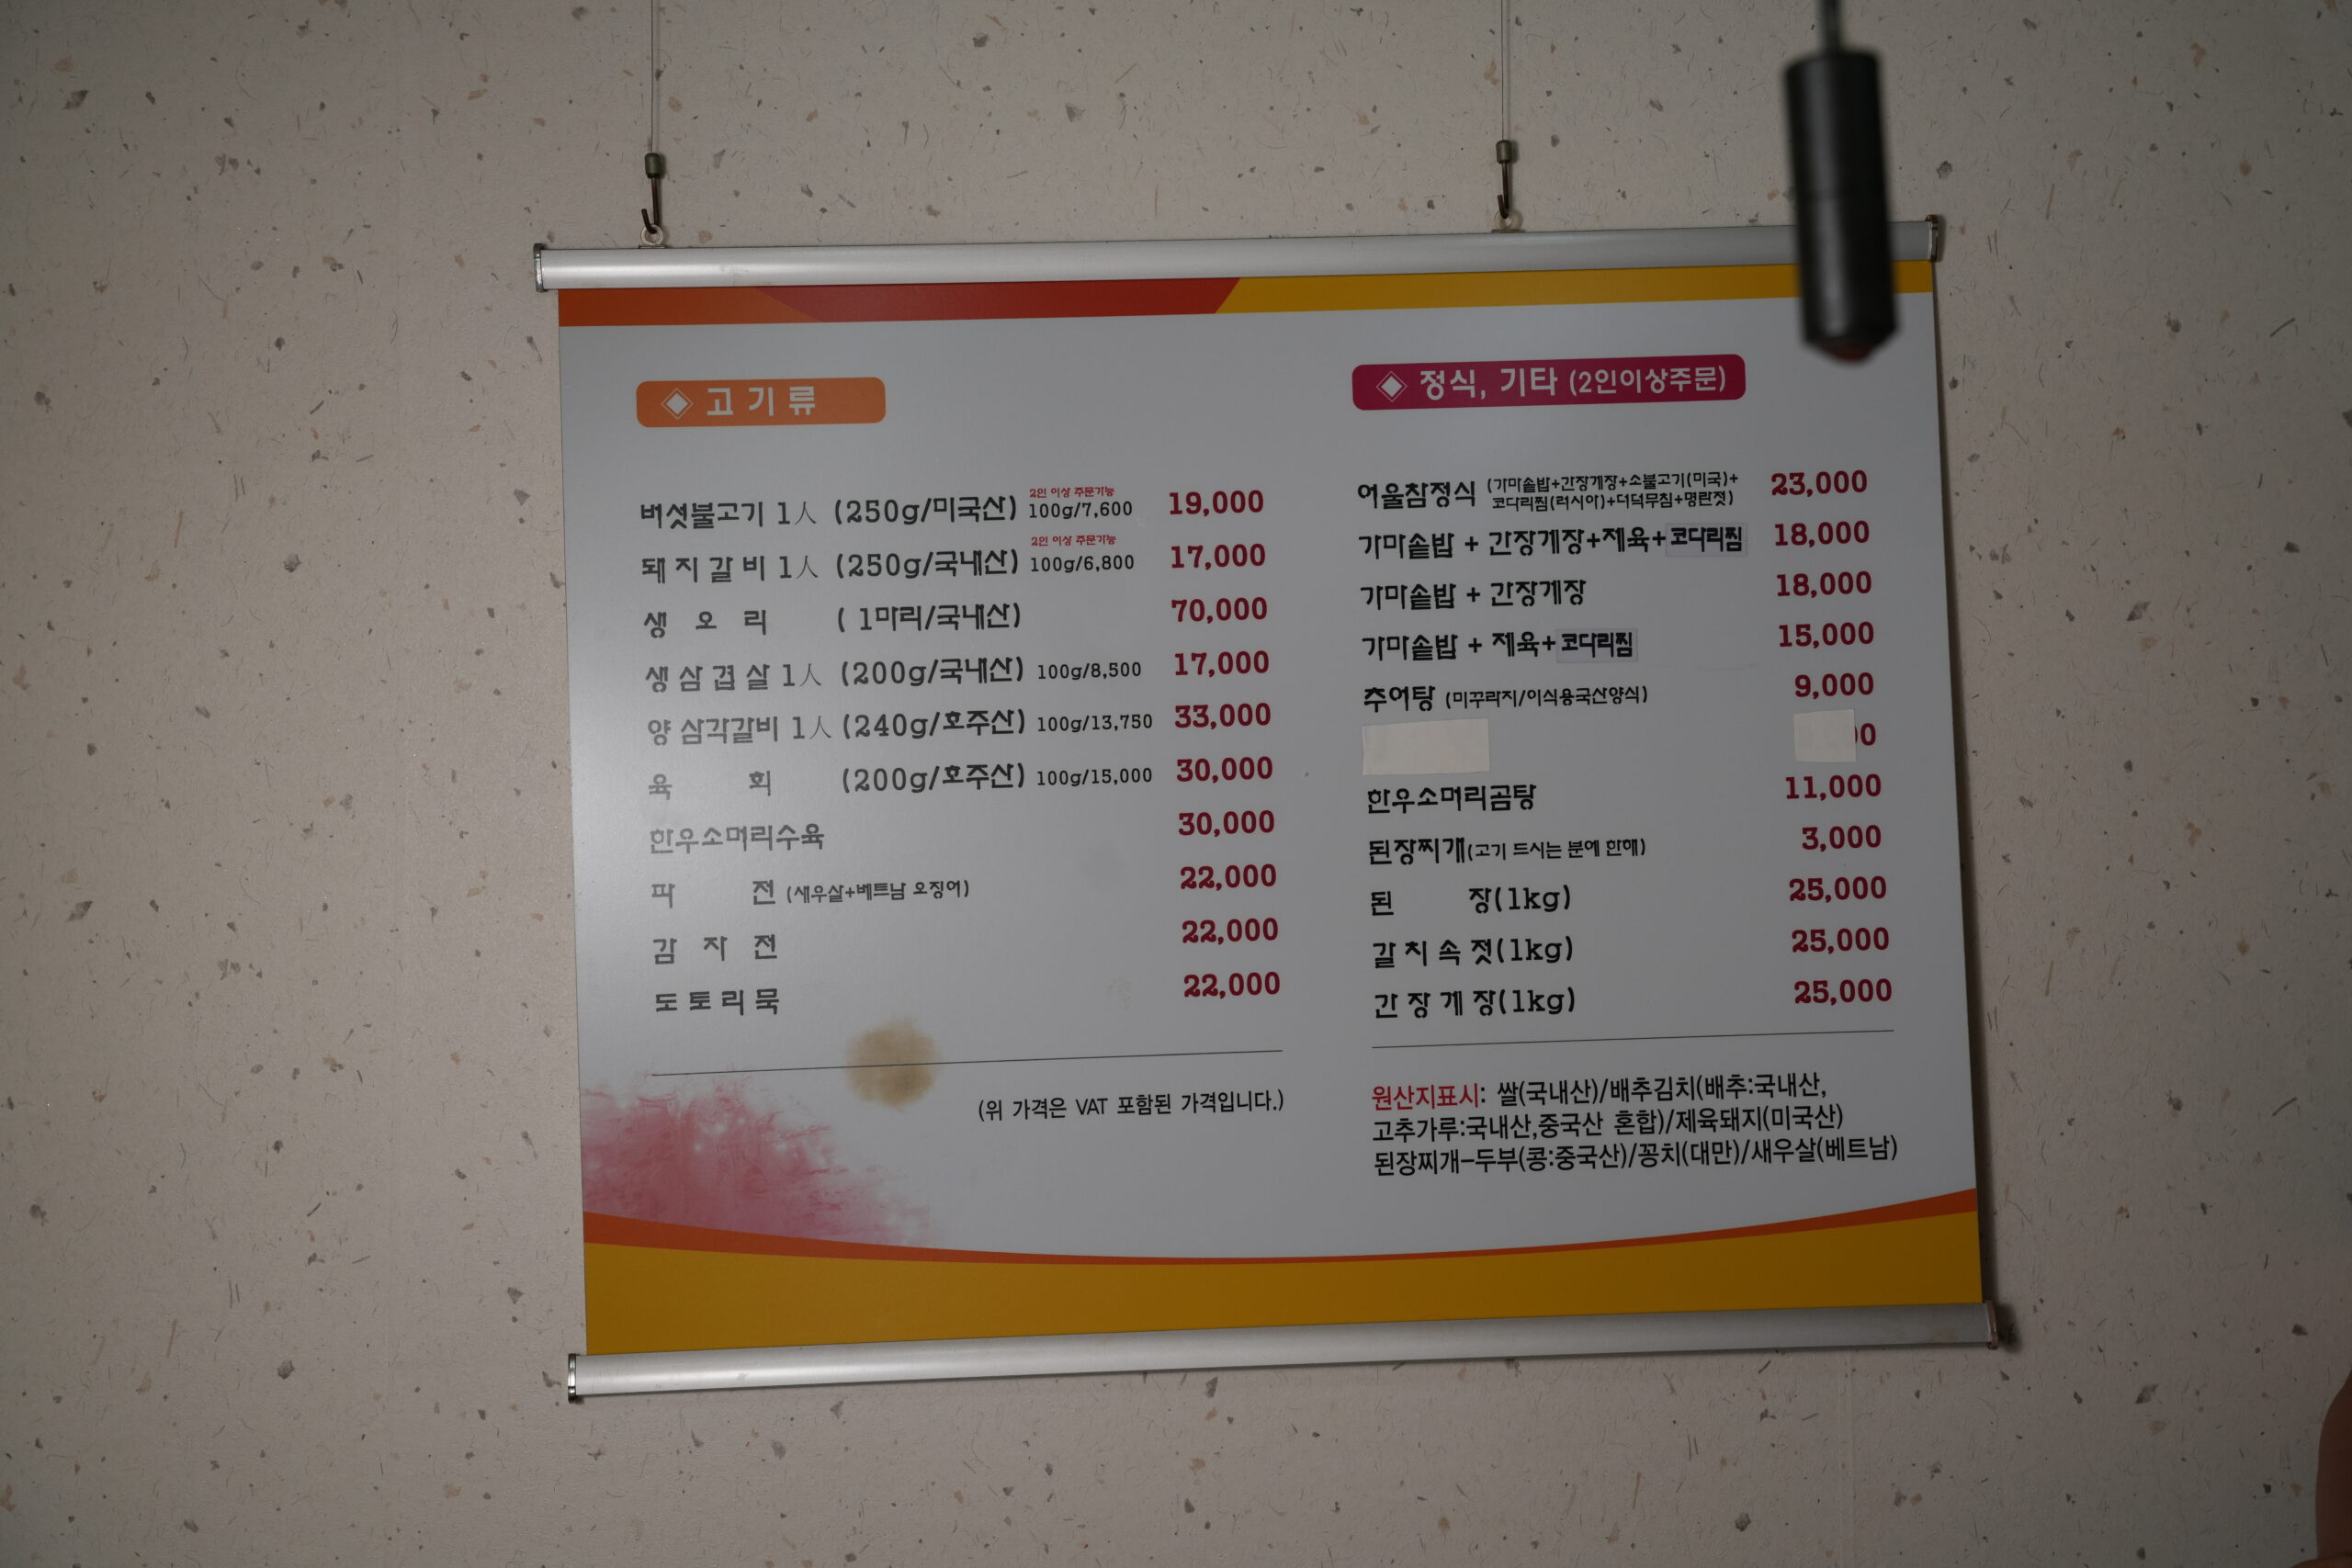 고기류
버섯불고기 1人 (250g/미국산) 2인 이상 주문가능 100g/7,600 19,000
돼지갈비 1人 (250g/국내산) 2인 이상 주문가능 100g/6,800 17,000
생오리 ( 1마리/국내산) 70,000
생삼겹살 1人 (200g/국내산) 100g/8,500 17,000
양 삼각갈비 1人 (240g/호주산) 100g/13,750 33,000
육회 (200g/호주산) 100g/15,000 30,000
한우소머리수육 30,000
파전 (새우살+베트남 오징어) 22,000
감자전 22,000
도토리묵 22,000
(위 가격은 VAT 포함된 가격입니다.)
정식, 기타 (2인이상주문)
어울참정식 (가마솥밥+간장게장+소불고기(미국)+ 23,000
코다리찜(러시아)+더덕무침+명란젓)
가마솥밥 + 간장게장+제육+코다리찜 18,000
가마솥밥 + 간장게장 18,000
가마솥밥 + 제육+코다리찜 15,000
추어탕 (미꾸라지/이식용국산양식) 9,000
한우소머리곰탕 11,000
된장찌개(고기 드시는 분에 한해) 3,000
된장(1kg) 25,000
갈치속젓(1kg) 25,000
간장게장(1kg) 25,000
원산지표시: 쌀(국내산)/배추김치(배추:국내산,
고추가루:국내산,중국산 혼합)/제육돼지(미국산)
된장찌개-두부(콩:중국산)/꽁치(대만)/새우살(베트남)